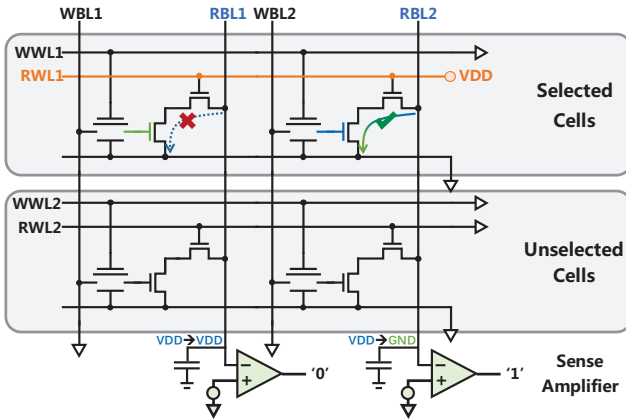 WBL1 RBL1 WBL2 RBL2
WWL1
RWL1 VDD
Selected
Cells
WWL2
RWL2
Unselected
Cells
VDD→VDD VDD→GND
− −
+ +
'0' '1'
Sense
Amplifier